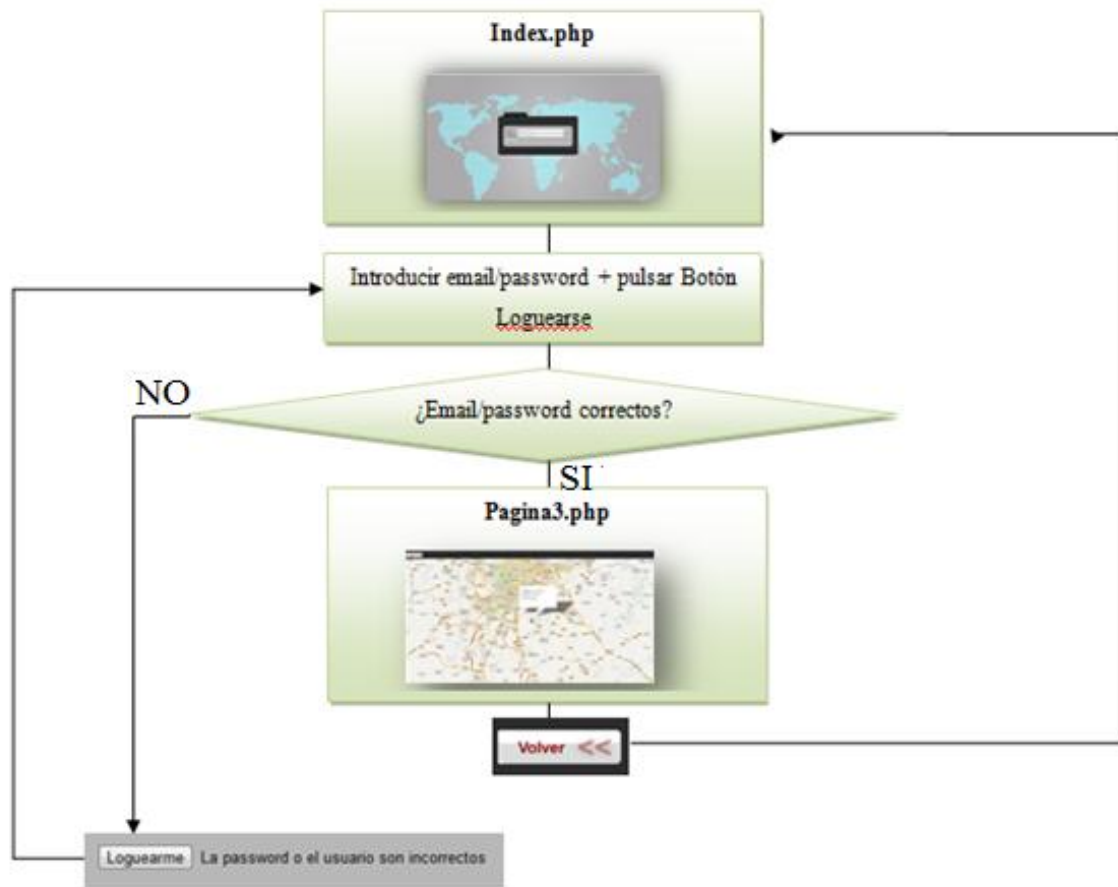 Index.php
Introducir email/password + pulsar Botón
Loguearse
NO
¿Email/password correctos?
SI
Pagina3.php
Volver <<
Loguearme La password o el usuario son incorrectos